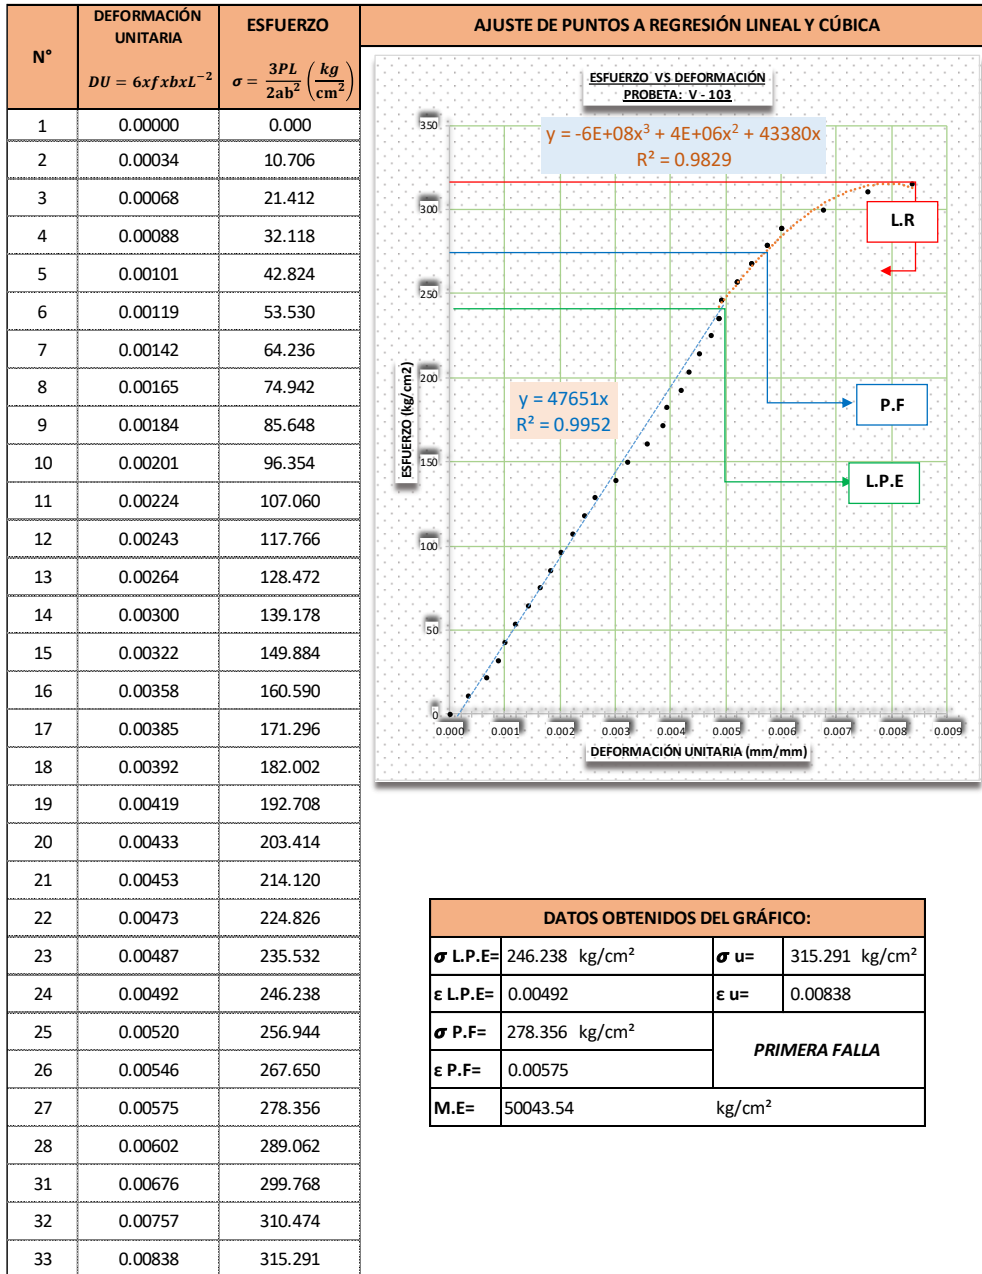 N°
DEFORMACIÓN UNITARIA
DU = 6xfxbxL⁻²
ESFUERZO
σ = 3PL / 2ab² (kg / cm²)
AJUSTE DE PUNTOS A REGRESIÓN LINEAL Y CÚBICA
1 0.00000 0.000
2 0.00034 10.706
3 0.00068 21.412
4 0.00088 32.118
5 0.00101 42.824
6 0.00119 53.530
7 0.00142 64.236
8 0.00165 74.942
9 0.00184 85.648
10 0.00201 96.354
11 0.00224 107.060
12 0.00243 117.766
13 0.00264 128.472
14 0.00300 139.178
15 0.00322 149.884
16 0.00358 160.590
17 0.00385 171.296
18 0.00392 182.002
19 0.00419 192.708
20 0.00433 203.414
21 0.00453 214.120
22 0.00473 224.826
23 0.00487 235.532
24 0.00492 246.238
25 0.00520 256.944
26 0.00546 267.650
27 0.00575 278.356
28 0.00602 289.062
31 0.00676 299.768
32 0.00757 310.474
33 0.00838 315.291
ESFUERZO VS DEFORMACIÓN
PROBETA: V - 103
y = -6E+08x³ + 4E+06x² + 43380x
R² = 0.9829
L.R
P.F
L.P.E
y = 47651x
R² = 0.9952
ESFUERZO (kg/cm2)
350
300
250
200
150
100
50
0
0.000 0.001 0.002 0.003 0.004 0.005 0.006 0.007 0.008 0.009
DEFORMACIÓN UNITARIA (mm/mm)
DATOS OBTENIDOS DEL GRÁFICO:
σ L.P.E= 246.238 kg/cm² σ u= 315.291 kg/cm²
ε L.P.E= 0.00492 ε u= 0.00838
σ P.F= 278.356 kg/cm²
PRIMERA FALLA
ε P.F= 0.00575
M.E= 50043.54 kg/cm²